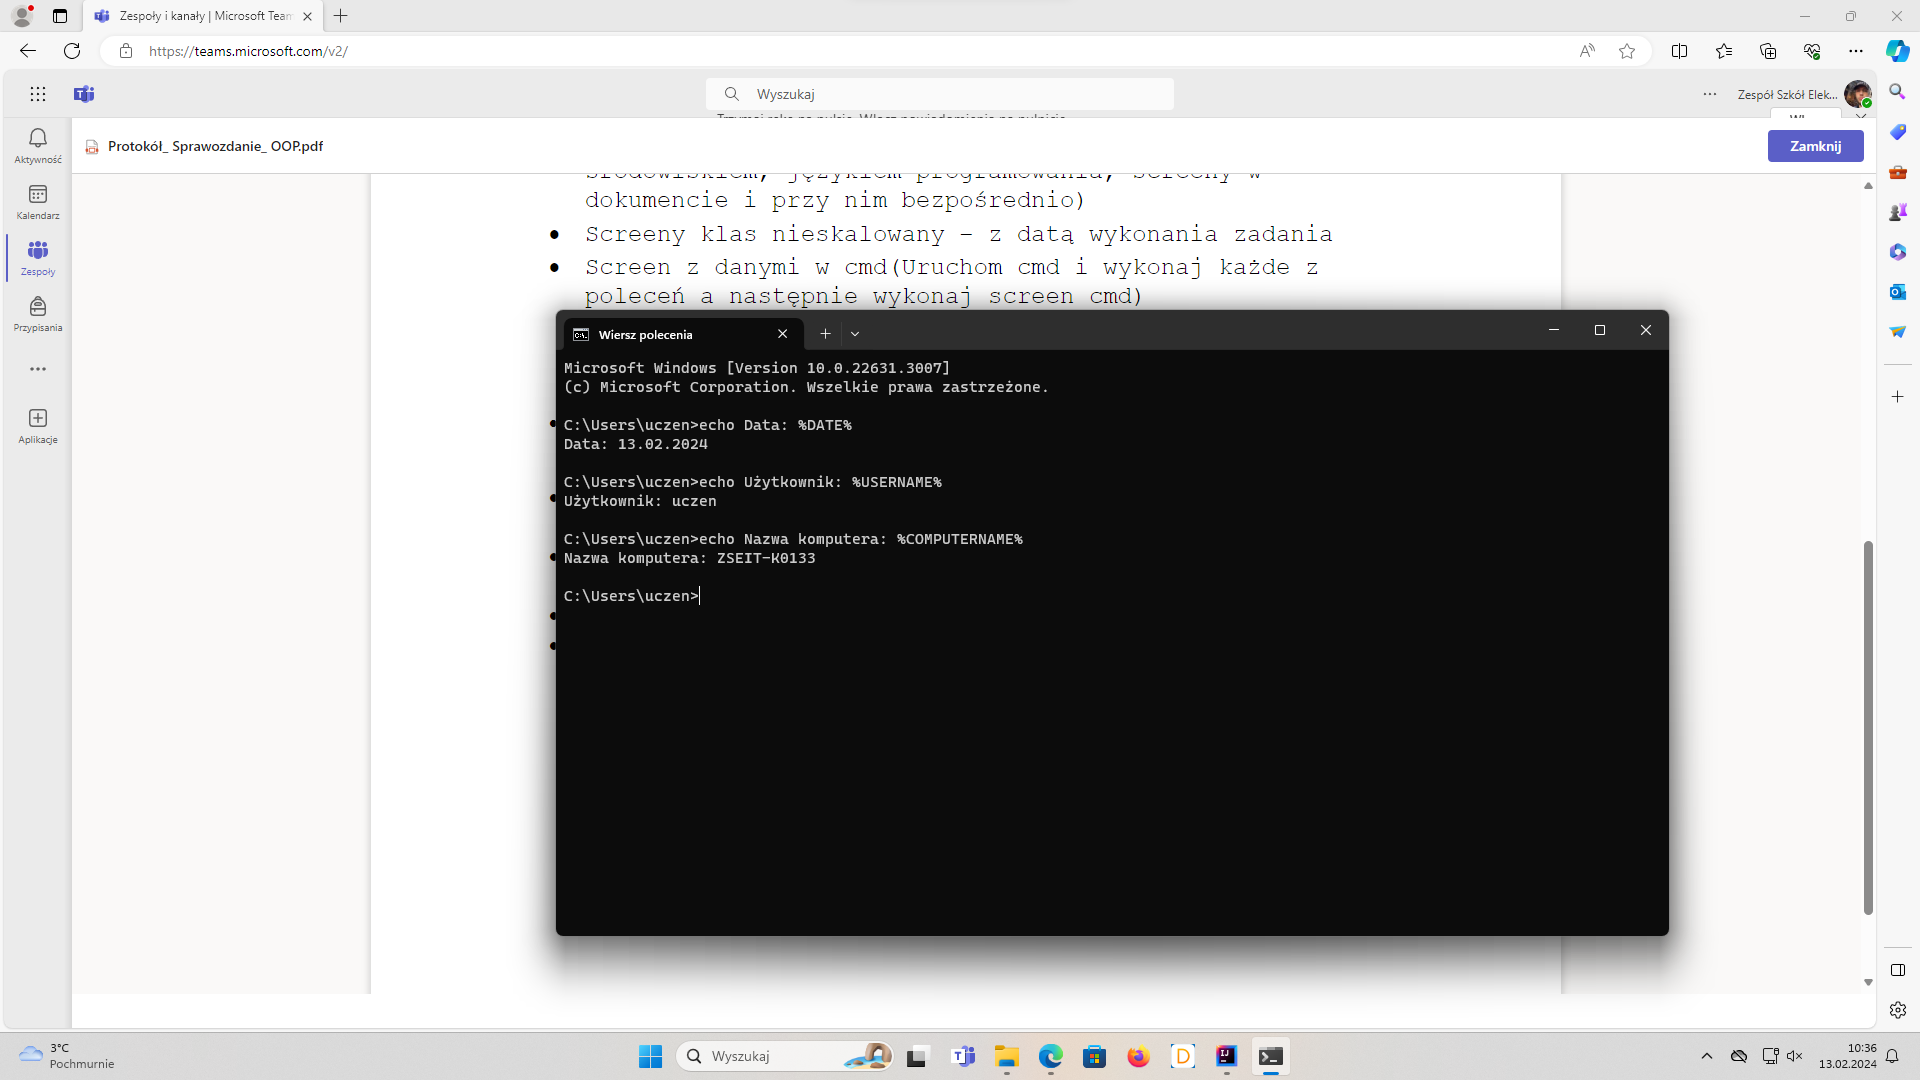 Zespoły i kanały | Microsoft Team
https://teams.microsoft.com/v2/
Wyszukaj
Zespół Szkół Elek...
Aktywność
Kalendarz
Zespoły
Przypisania
Aplikacje
Protokół_ Sprawozdanie_ OOP.pdf
Zamknij
środowiskiem, językiem programowania, screeny w
dokumencie i przy nim bezpośrednio)
• Screeny klas nieskalowany – z datą wykonania zadania
• Screen z danymi w cmd(Uruchom cmd i wykonaj każde z
poleceń a następnie wykonaj screen cmd)
Wiersz polecenia
Microsoft Windows [Version 10.0.22631.3007]
(c) Microsoft Corporation. Wszelkie prawa zastrzeżone.
C:\Users\uczen>echo Data: %DATE%
Data: 13.02.2024
C:\Users\uczen>echo Użytkownik: %USERNAME%
Użytkownik: uczen
C:\Users\uczen>echo Nazwa komputera: %COMPUTERNAME%
Nazwa komputera: ZSEIT-K0133
C:\Users\uczen>
3°C
Pochmurnie
Wyszukaj
10:36
13.02.2024